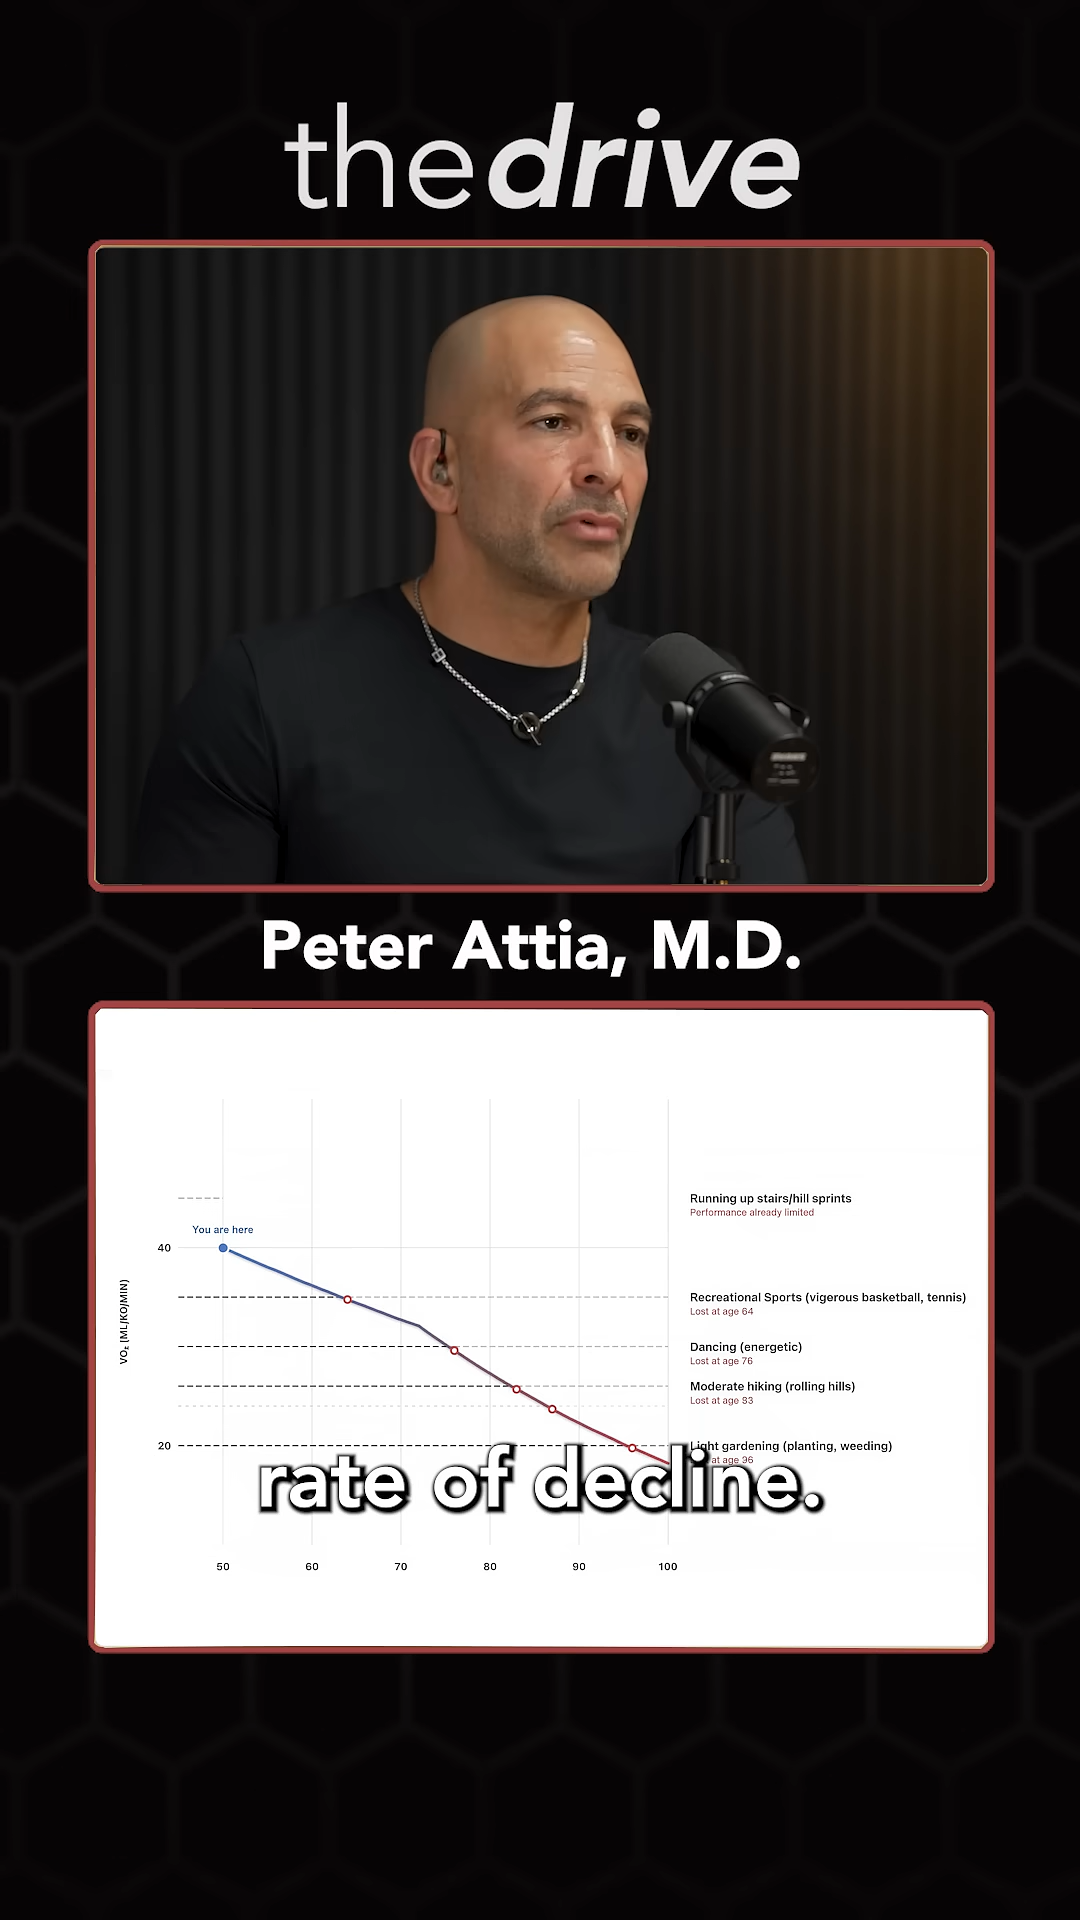 thedrive
Peter Attia, M.D.
Running up stairs/hill sprints
Performance already limited
You are here
40
Recreational Sports (vigerous basketball, tennis)
Lost at age 64
VO₂ (ML/KO/MIN)
Dancing (energetic)
Lost at age 76
Moderate hiking (rolling hills)
Lost at age 83
20
Light gardening (planting, weeding)
at age 96
rate of decline.
50 60 70 80 90 100